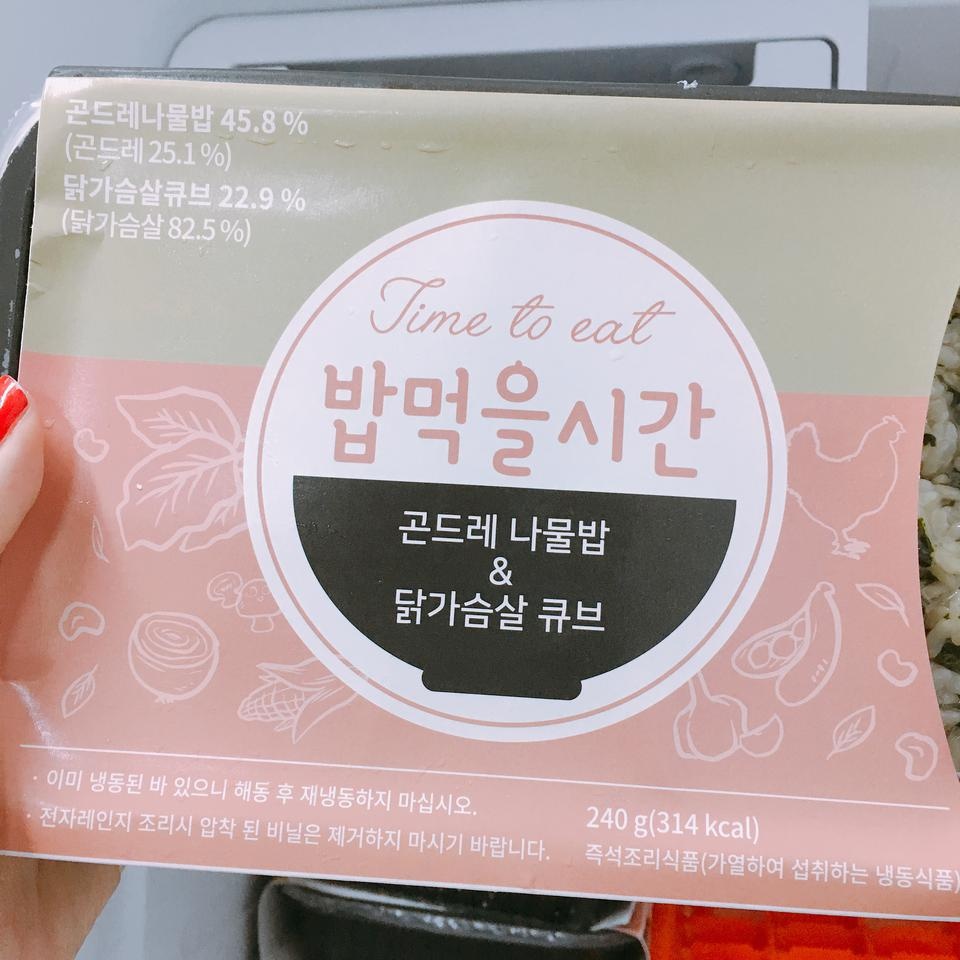 곤드레나물밥 45.8 %
(곤드레 25.1 %)
닭가슴살큐브 22.9 %
(닭가슴살 82.5 %)
Time to eat
밥먹을시간
곤드레 나물밥
&
닭가슴살 큐브
· 이미 냉동된 바 있으니 해동 후 재냉동하지 마십시오.
· 전자레인지 조리시 압착 된 비닐은 제거하지 마시기 바랍니다.
240 g(314 kcal)
즉석조리식품(가열하여 섭취하는 냉동식품)